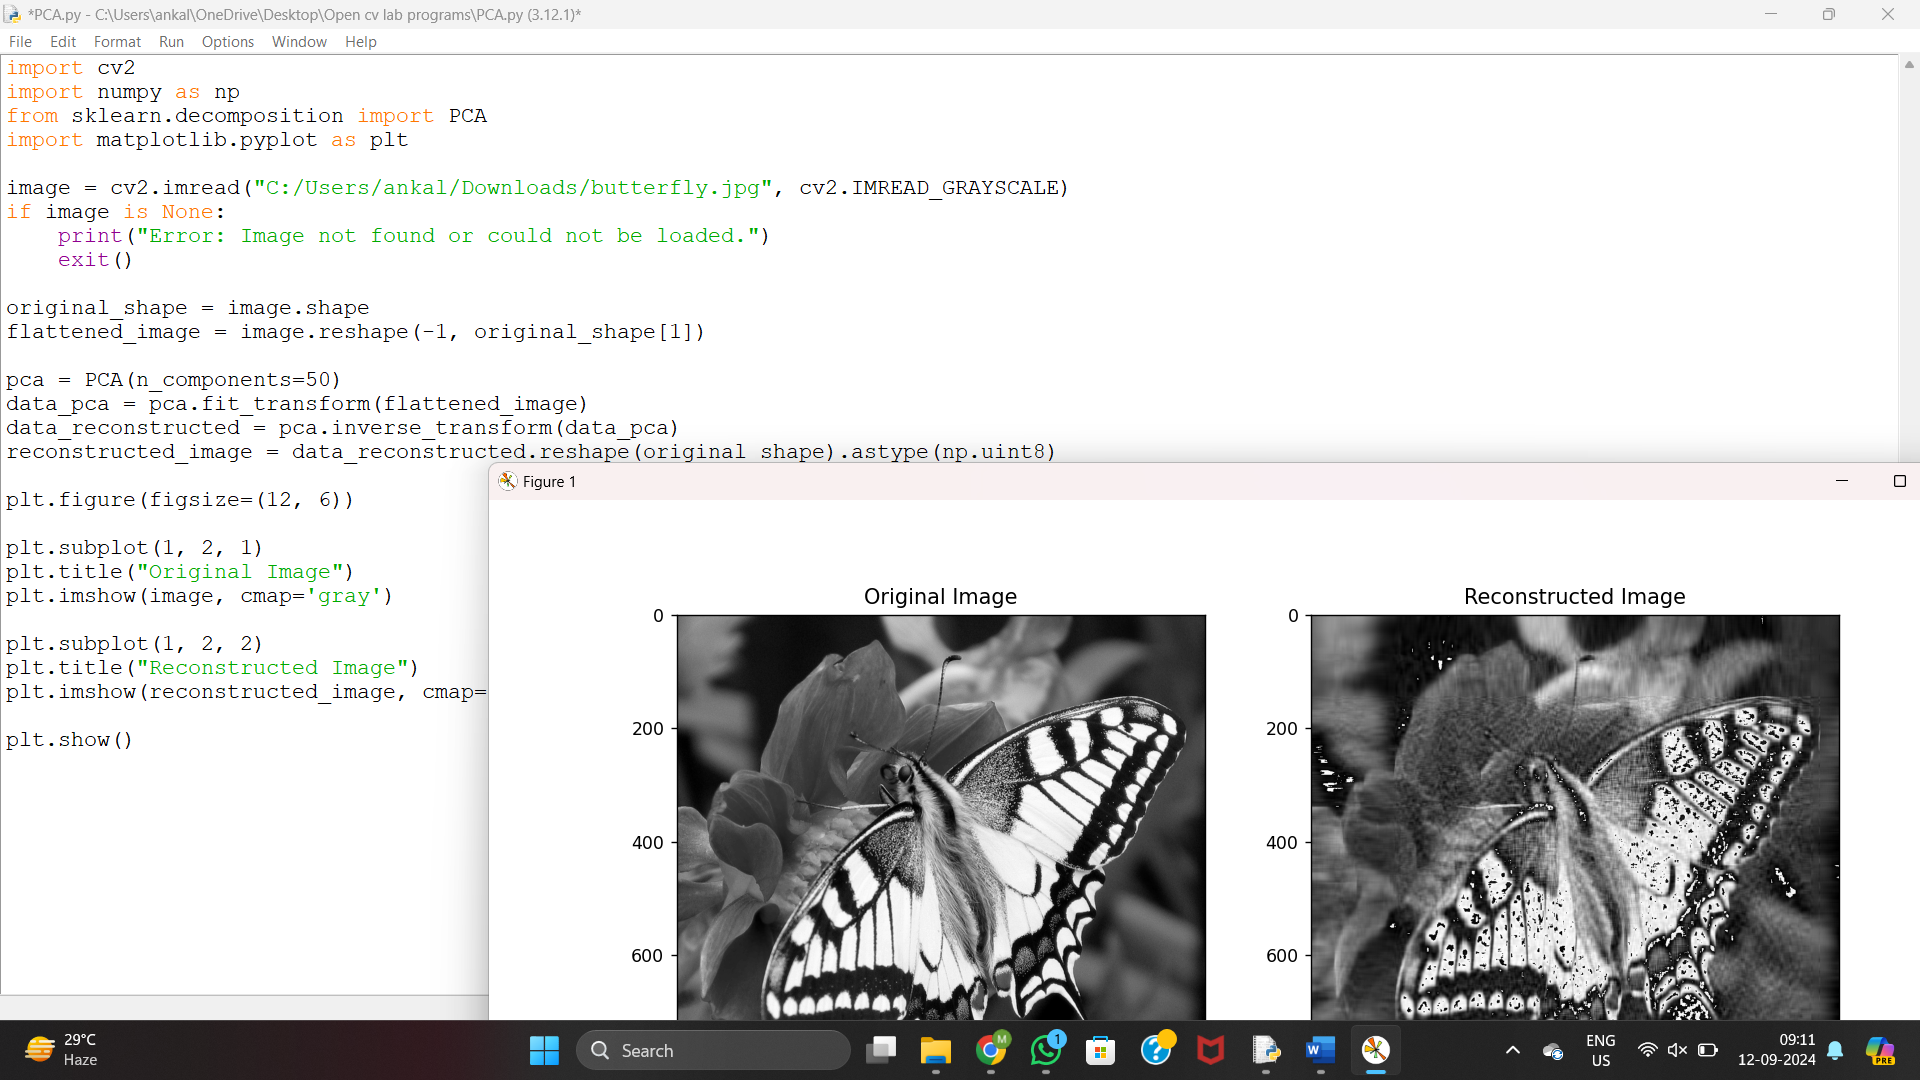 *PCA.py - C:\Users\ankal\OneDrive\Desktop\Open cv lab programs\PCA.py (3.12.1)*
File Edit Format Run Options Window Help
import cv2
import numpy as np
from sklearn.decomposition import PCA
import matplotlib.pyplot as plt
image = cv2.imread("C:/Users/ankal/Downloads/butterfly.jpg", cv2.IMREAD_GRAYSCALE)
if image is None:
    print("Error: Image not found or could not be loaded.")
    exit()
original_shape = image.shape
flattened_image = image.reshape(-1, original_shape[1])
pca = PCA(n_components=50)
data_pca = pca.fit_transform(flattened_image)
data_reconstructed = pca.inverse_transform(data_pca)
reconstructed_image = data_reconstructed.reshape(original_shape).astype(np.uint8)
plt.figure(figsize=(12, 6))
plt.subplot(1, 2, 1)
plt.title("Original Image")
plt.imshow(image, cmap='gray')
plt.subplot(1, 2, 2)
plt.title("Reconstructed Image")
plt.imshow(reconstructed_image, cmap=
plt.show()
Figure 1
Original Image
0
200
400
600
Reconstructed Image
0
200
400
600
29°C
Haze
Search
M
1
W
ENG
US
09:11
12-09-2024
PRE